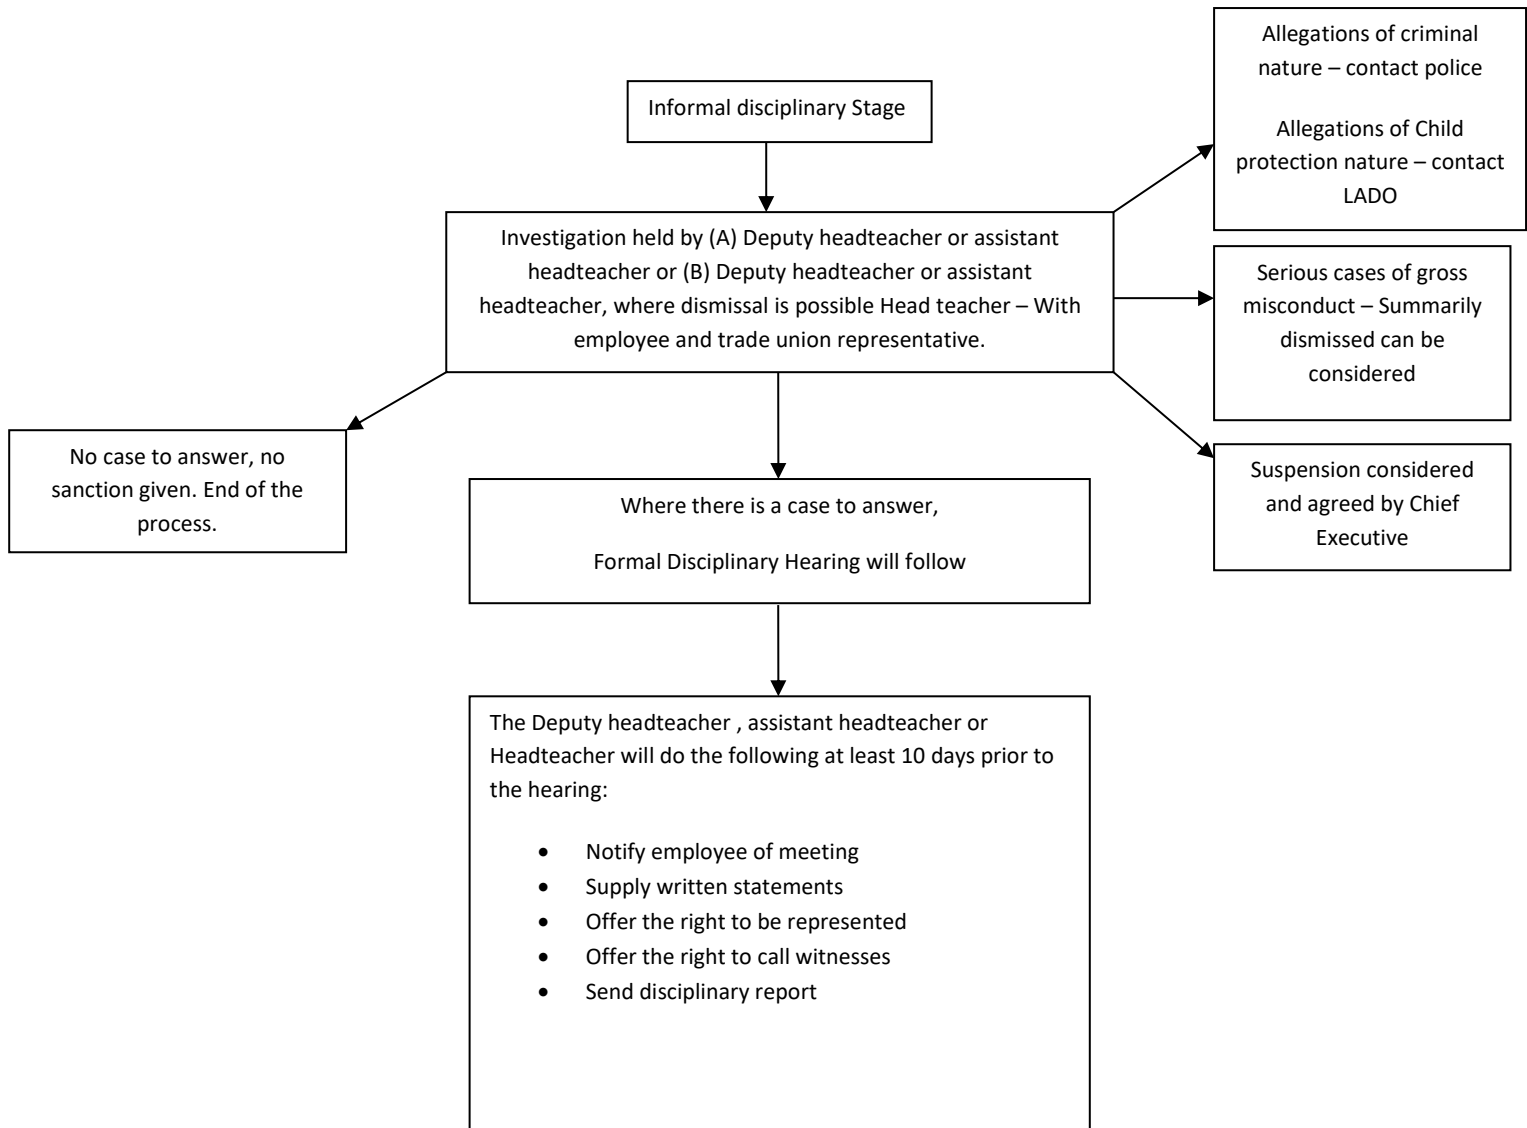 Informal disciplinary Stage
Allegations of criminal
nature – contact police
Allegations of Child
protection nature – contact
LADO
Investigation held by (A) Deputy headteacher or assistant
headteacher or (B) Deputy headteacher or assistant
headteacher, where dismissal is possible Head teacher – With
employee and trade union representative.
Serious cases of gross
misconduct – Summarily
dismissed can be
considered
No case to answer, no
sanction given. End of the
process.
Suspension considered
and agreed by Chief
Executive
Where there is a case to answer,
Formal Disciplinary Hearing will follow
The Deputy headteacher , assistant headteacher or
Headteacher will do the following at least 10 days prior to
the hearing:
• Notify employee of meeting
• Supply written statements
• Offer the right to be represented
• Offer the right to call witnesses
• Send disciplinary report